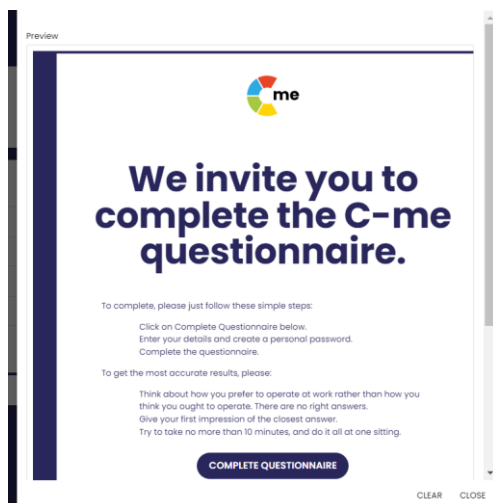 Preview
me
We invite you to
complete the C-me
questionnaire.
To complete, please just follow these simple steps:
Click on Complete Questionnaire below.
Enter your details and create a personal password.
Complete the questionnaire.
To get the most accurate results, please:
Think about how you prefer to operate at work rather than how you
think you ought to operate. There are no right answers.
Give your first impression of the closest answer.
Try to take no more than 10 minutes, and do it all at one sitting.
COMPLETE QUESTIONNAIRE
CLEAR CLOSE